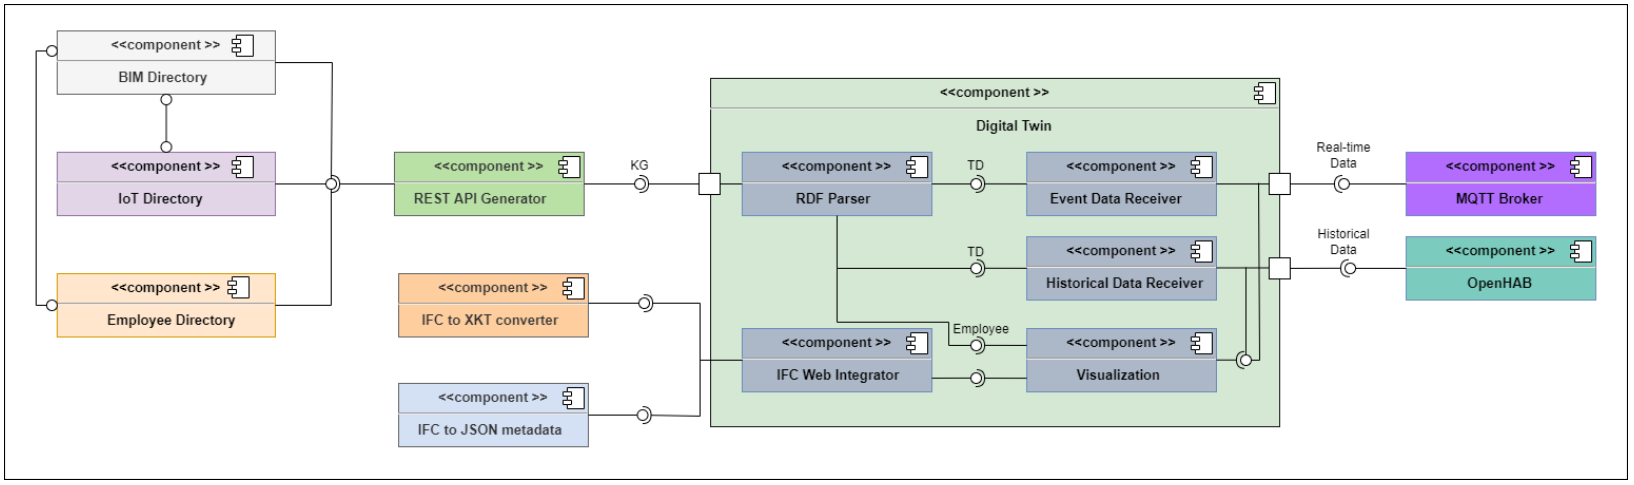 <<component >>
BIM Directory
<<component >>
IoT Directory
<<component >>
Employee Directory
<<component >>
REST API Generator
<<component >>
IFC to XKT converter
<<component >>
IFC to JSON metadata
KG
<<component >>
Digital Twin
<<component >>
RDF Parser
TD
<<component >>
Event Data Receiver
TD
<<component >>
Historical Data Receiver
<<component >>
IFC Web Integrator
Employee
<<component >>
Visualization
Real-time
Data
<<component >>
MQTT Broker
Historical
Data
<<component >>
OpenHAB